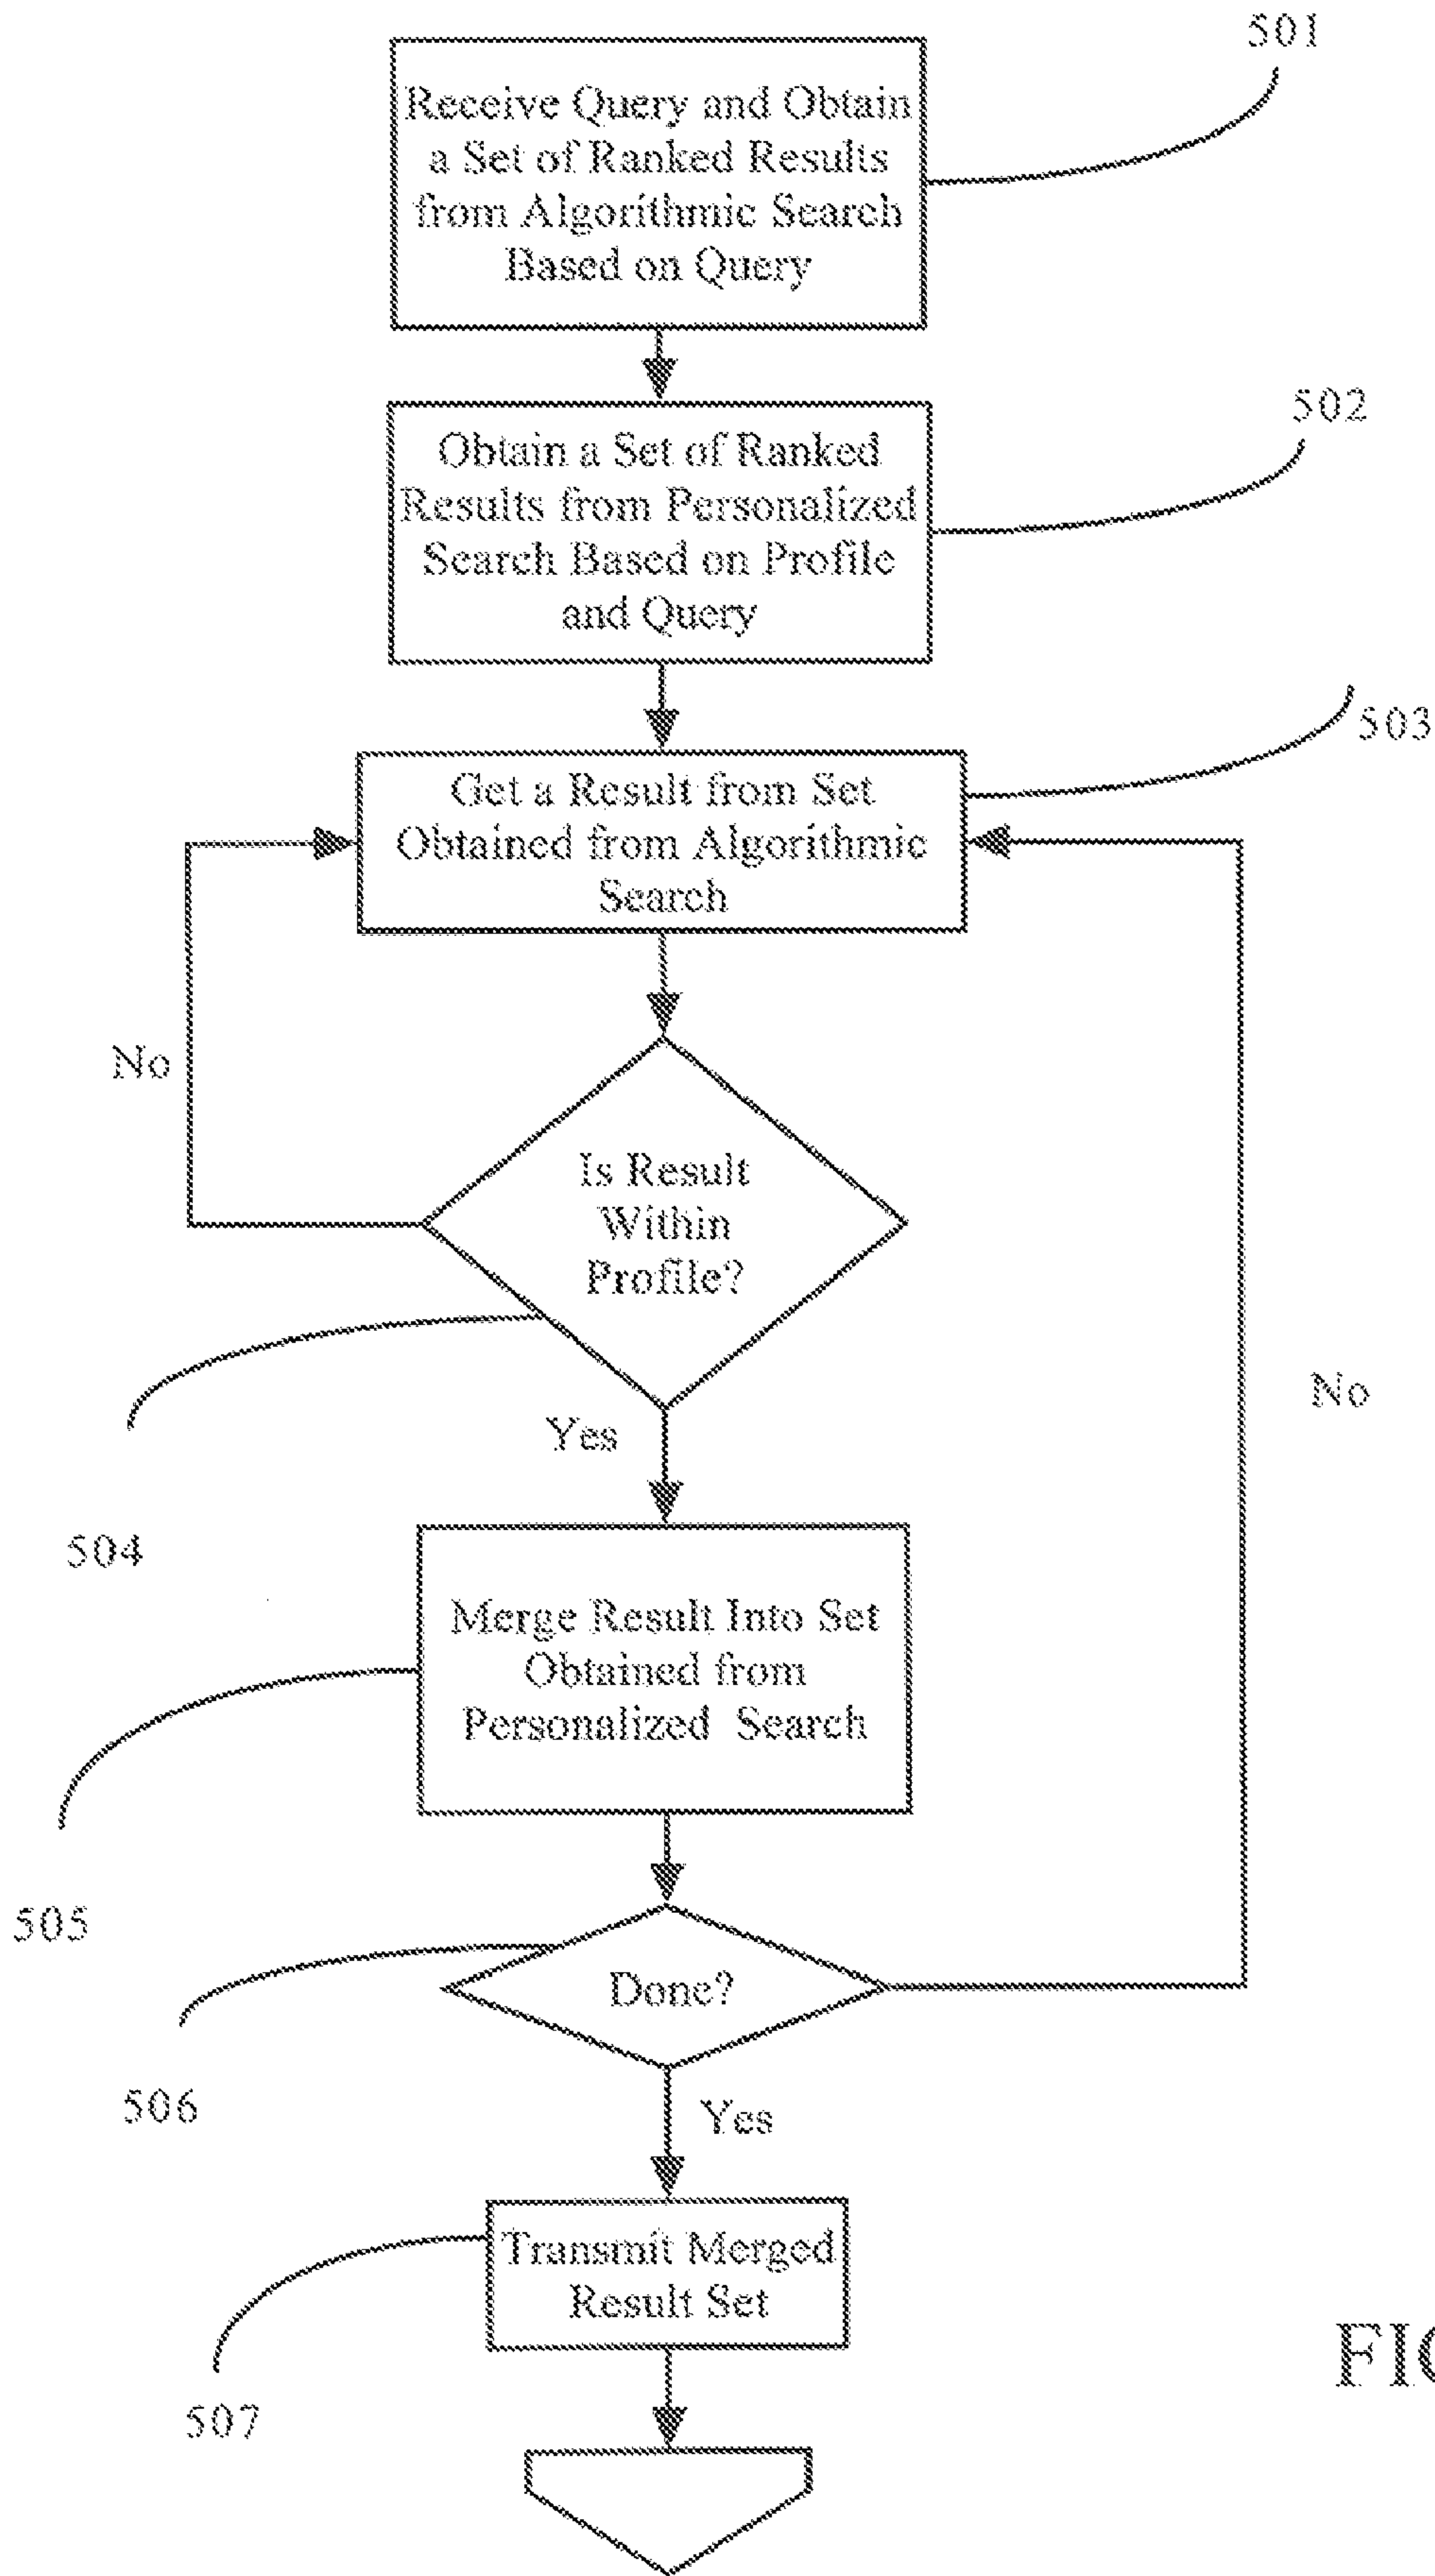 501
Receive Query and Obtain
a Set of Ranked Results
from Algorithmic Search
Based on Query
502
Obtain a Set of Ranked
Results from Personalized
Search Based on Profile
and Query
503
Get a Result from Set
Obtained from Algorithmic
Search
No
Is Result
Within
Profile?
No
Yes
504
Merge Result Into Set
Obtained from
Personalized Search
505
Done?
506
Yes
Transmit Merged
Result Set
507